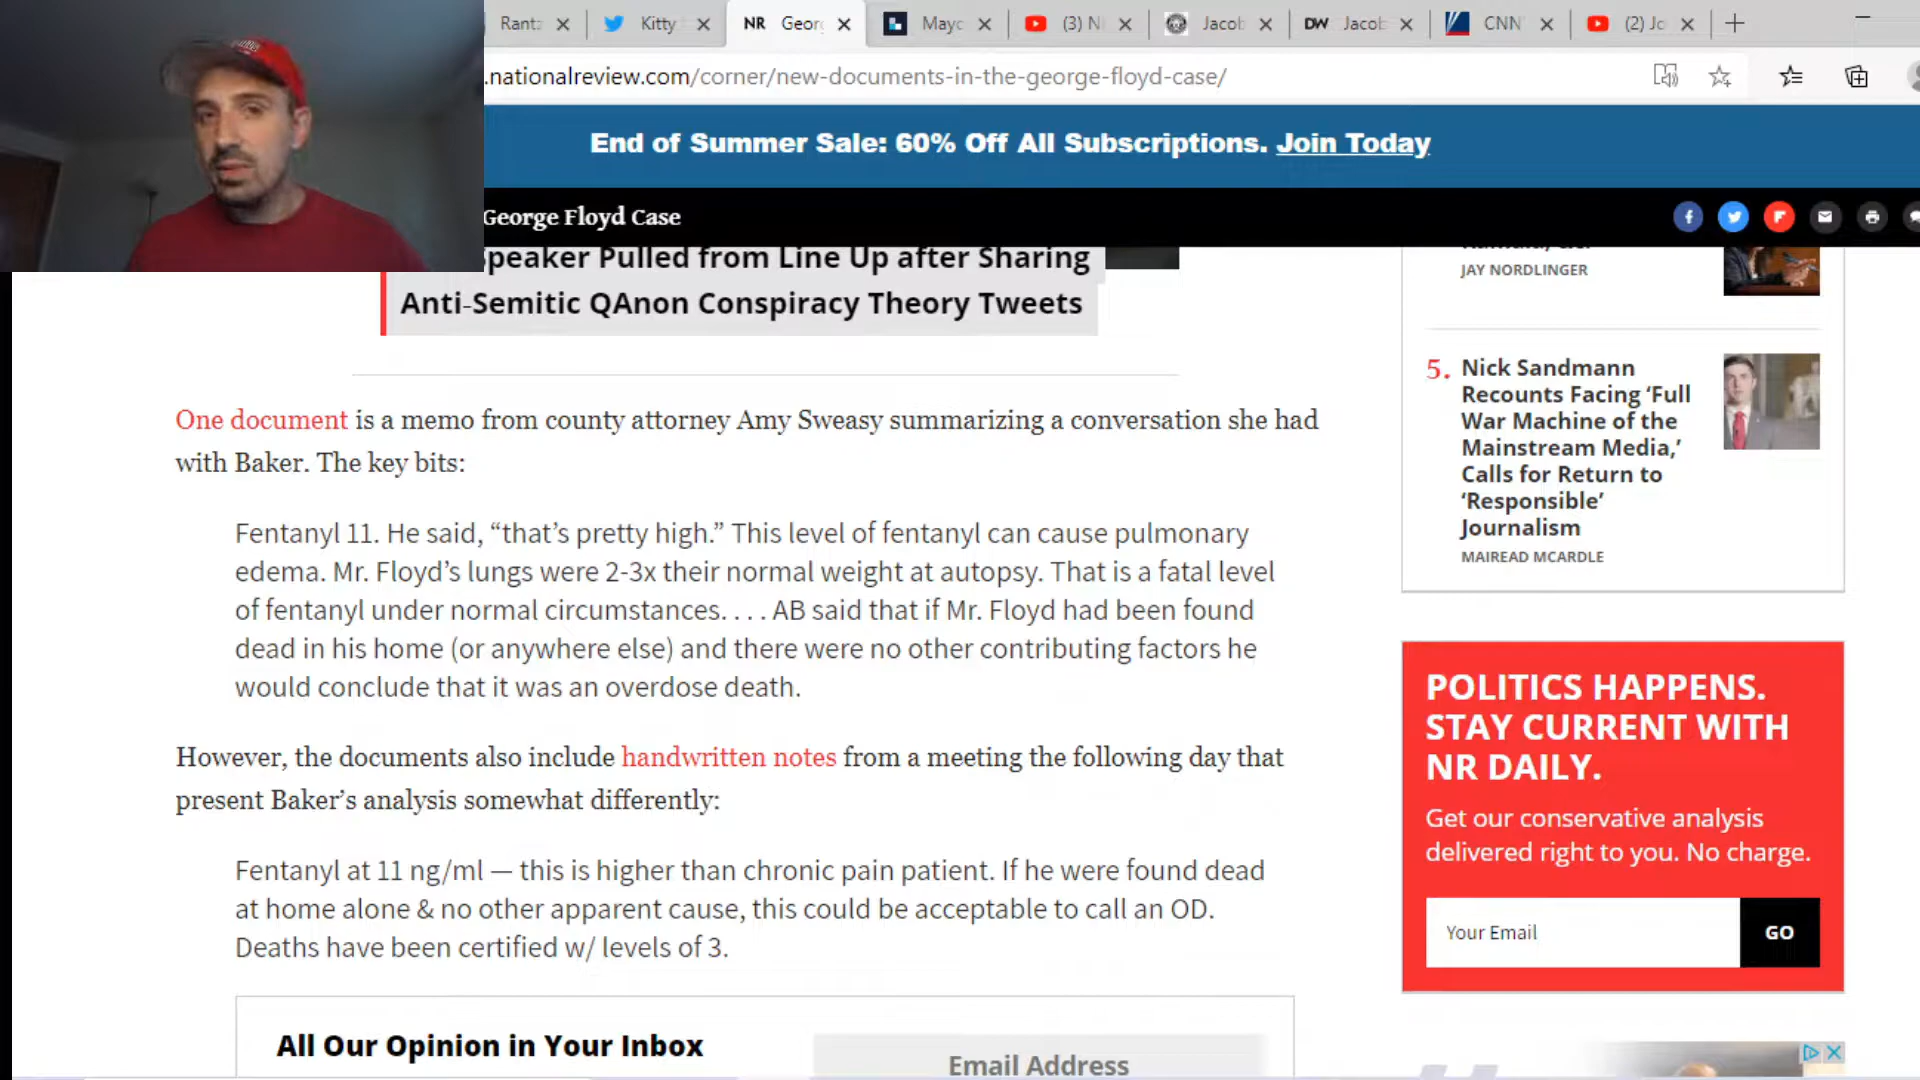 Rant
Kitty
NR Geor
Mayo
(3) N
Jacob
DW Jacob
CNN
(2) Jo
.nationalreview.com/corner/new-documents-in-the-george-floyd-case/
End of Summer Sale: 60% Off All Subscriptions. Join Today
George Floyd Case
peaker Pulled from Line Up after Sharing
Anti-Semitic QAnon Conspiracy Theory Tweets
One document is a memo from county attorney Amy Sweasy summarizing a conversation she had
with Baker. The key bits:
Fentanyl 11. He said, “that’s pretty high.” This level of fentanyl can cause pulmonary
edema. Mr. Floyd’s lungs were 2-3x their normal weight at autopsy. That is a fatal level
of fentanyl under normal circumstances. . . . AB said that if Mr. Floyd had been found
dead in his home (or anywhere else) and there were no other contributing factors he
would conclude that it was an overdose death.
However, the documents also include handwritten notes from a meeting the following day that
present Baker’s analysis somewhat differently:
Fentanyl at 11 ng/ml — this is higher than chronic pain patient. If he were found dead
at home alone & no other apparent cause, this could be acceptable to call an OD.
Deaths have been certified w/ levels of 3.
All Our Opinion in Your Inbox
Email Address
JAY NORDLINGER
5. Nick Sandmann
Recounts Facing ‘Full
War Machine of the
Mainstream Media,’
Calls for Return to
‘Responsible’
Journalism
MAIREAD MCARDLE
POLITICS HAPPENS.
STAY CURRENT WITH
NR DAILY.
Get our conservative analysis
delivered right to you. No charge.
Your Email
GO